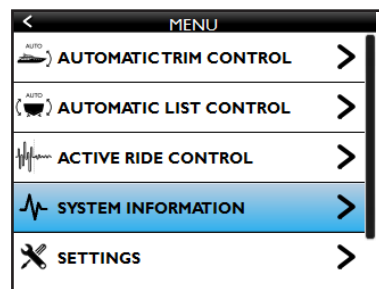 MENU
AUTO
AUTOMATIC TRIM CONTROL
AUTO
AUTOMATIC LIST CONTROL
ACTIVE RIDE CONTROL
SYSTEM INFORMATION
SETTINGS